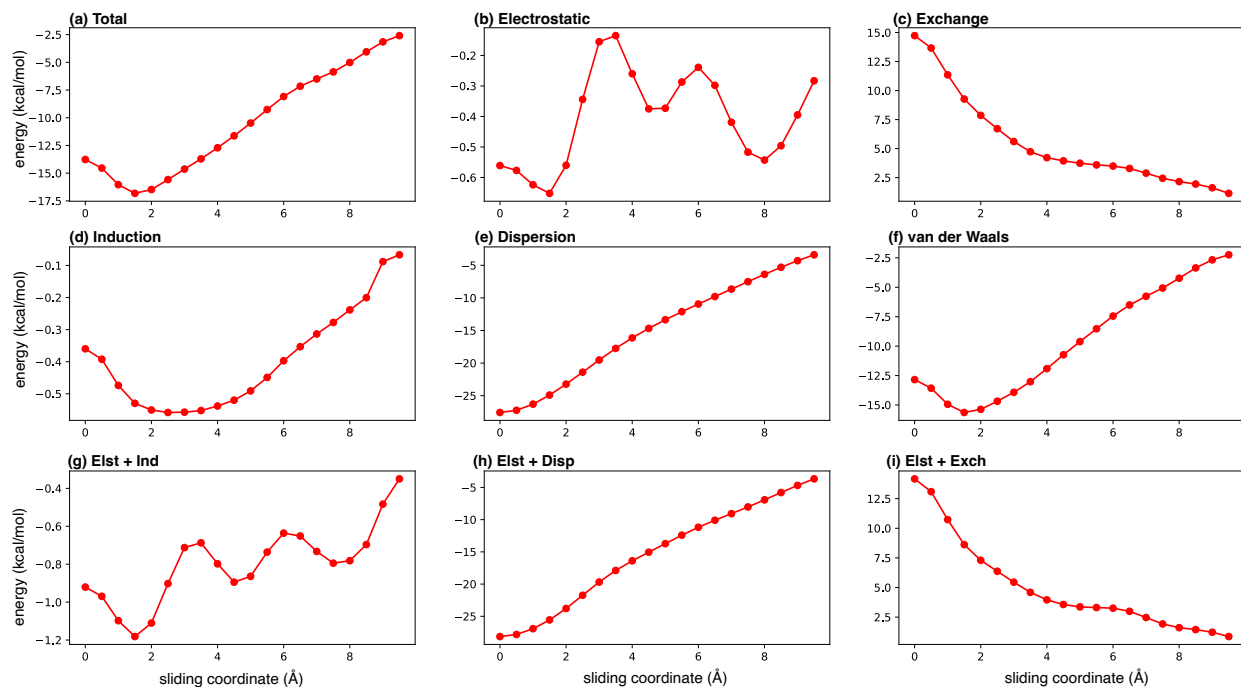 (a) Total
(b) Electrostatic
(c) Exchange
energy (kcal/mol)
−2.5
−5.0
−7.5
−10.0
−12.5
−15.0
−17.5
0 2 4 6 8
−0.2
−0.3
−0.4
−0.5
−0.6
0 2 4 6 8
15.0
12.5
10.0
7.5
5.0
2.5
0 2 4 6 8
(d) Induction
(e) Dispersion
(f) van der Waals
energy (kcal/mol)
−0.1
−0.2
−0.3
−0.4
−0.5
0 2 4 6 8
−5
−10
−15
−20
−25
0 2 4 6 8
−2.5
−5.0
−7.5
−10.0
−12.5
−15.0
0 2 4 6 8
(g) Elst + Ind
(h) Elst + Disp
(i) Elst + Exch
energy (kcal/mol)
−0.4
−0.6
−0.8
−1.0
−1.2
0 2 4 6 8
−5
−10
−15
−20
−25
0 2 4 6 8
12.5
10.0
7.5
5.0
2.5
0 2 4 6 8
sliding coordinate (Å)
sliding coordinate (Å)
sliding coordinate (Å)